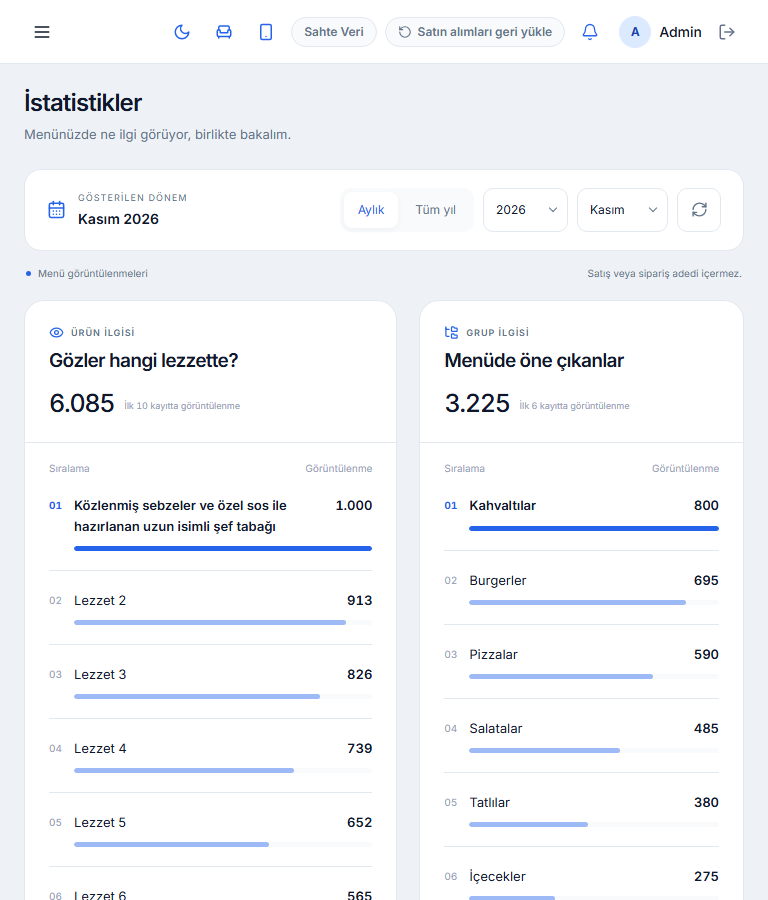 Sahte Veri
Satın alımları geri yükle
A
Admin
İstatistikler
Menünüzde ne ilgi görüyor, birlikte bakalım.
GÖSTERİLEN DÖNEM
Kasım 2026
Aylık
Tüm yıl
2026
Kasım
Menü görüntülenmeleri
Satış veya sipariş adedi içermez.
ÜRÜN İLGİSİ
Gözler hangi lezzette?
6.085 İlk 10 kayıtta görüntülenme
Sıralama Görüntülenme
01 Közlenmiş sebzeler ve özel sos ile 1.000
hazırlanan uzun isimli şef tabağı
02 Lezzet 2 913
03 Lezzet 3 826
04 Lezzet 4 739
05 Lezzet 5 652
06 Lezzet 6 565
GRUP İLGİSİ
Menüde öne çıkanlar
3.225 İlk 6 kayıtta görüntülenme
Sıralama Görüntülenme
01 Kahvaltılar 800
02 Burgerler 695
03 Pizzalar 590
04 Salatalar 485
05 Tatlılar 380
06 İçecekler 275